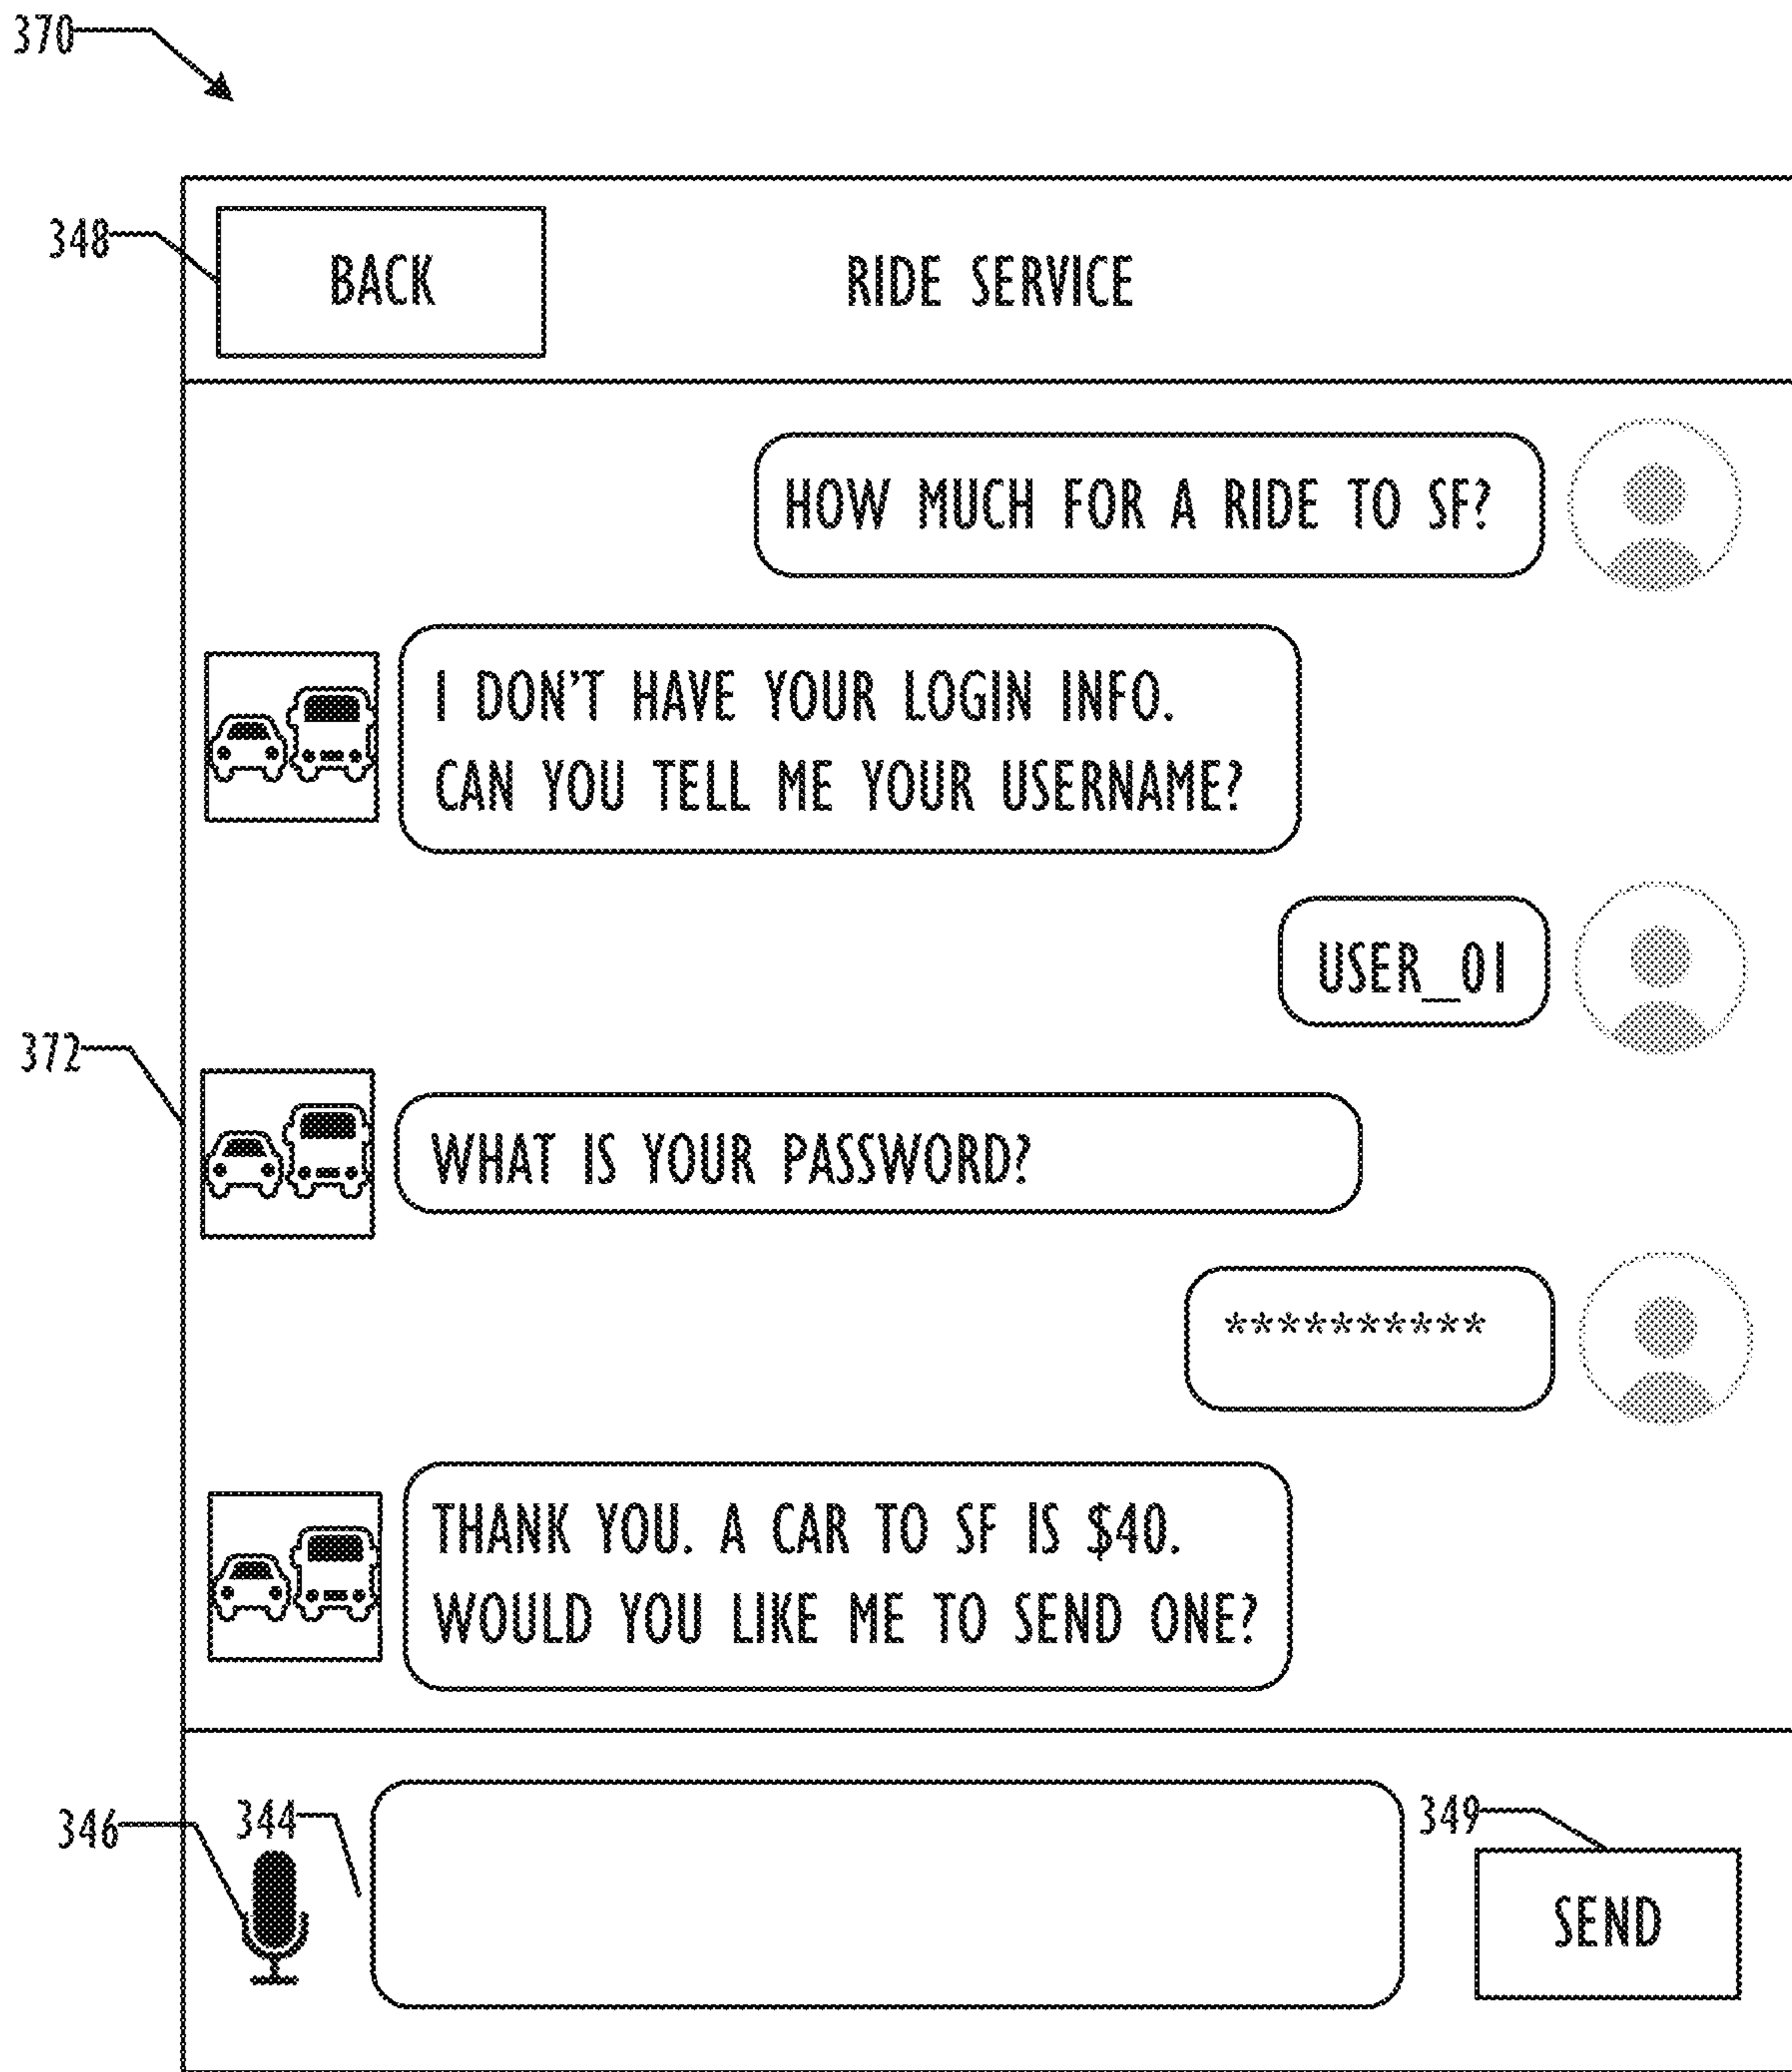 370
348
BACK
RIDE SERVICE
HOW MUCH FOR A RIDE TO SF?
I DON'T HAVE YOUR LOGIN INFO.
CAN YOU TELL ME YOUR USERNAME?
USER_01
372
WHAT IS YOUR PASSWORD?
**********
THANK YOU. A CAR TO SF IS $40.
WOULD YOU LIKE ME TO SEND ONE?
346
344
349
SEND